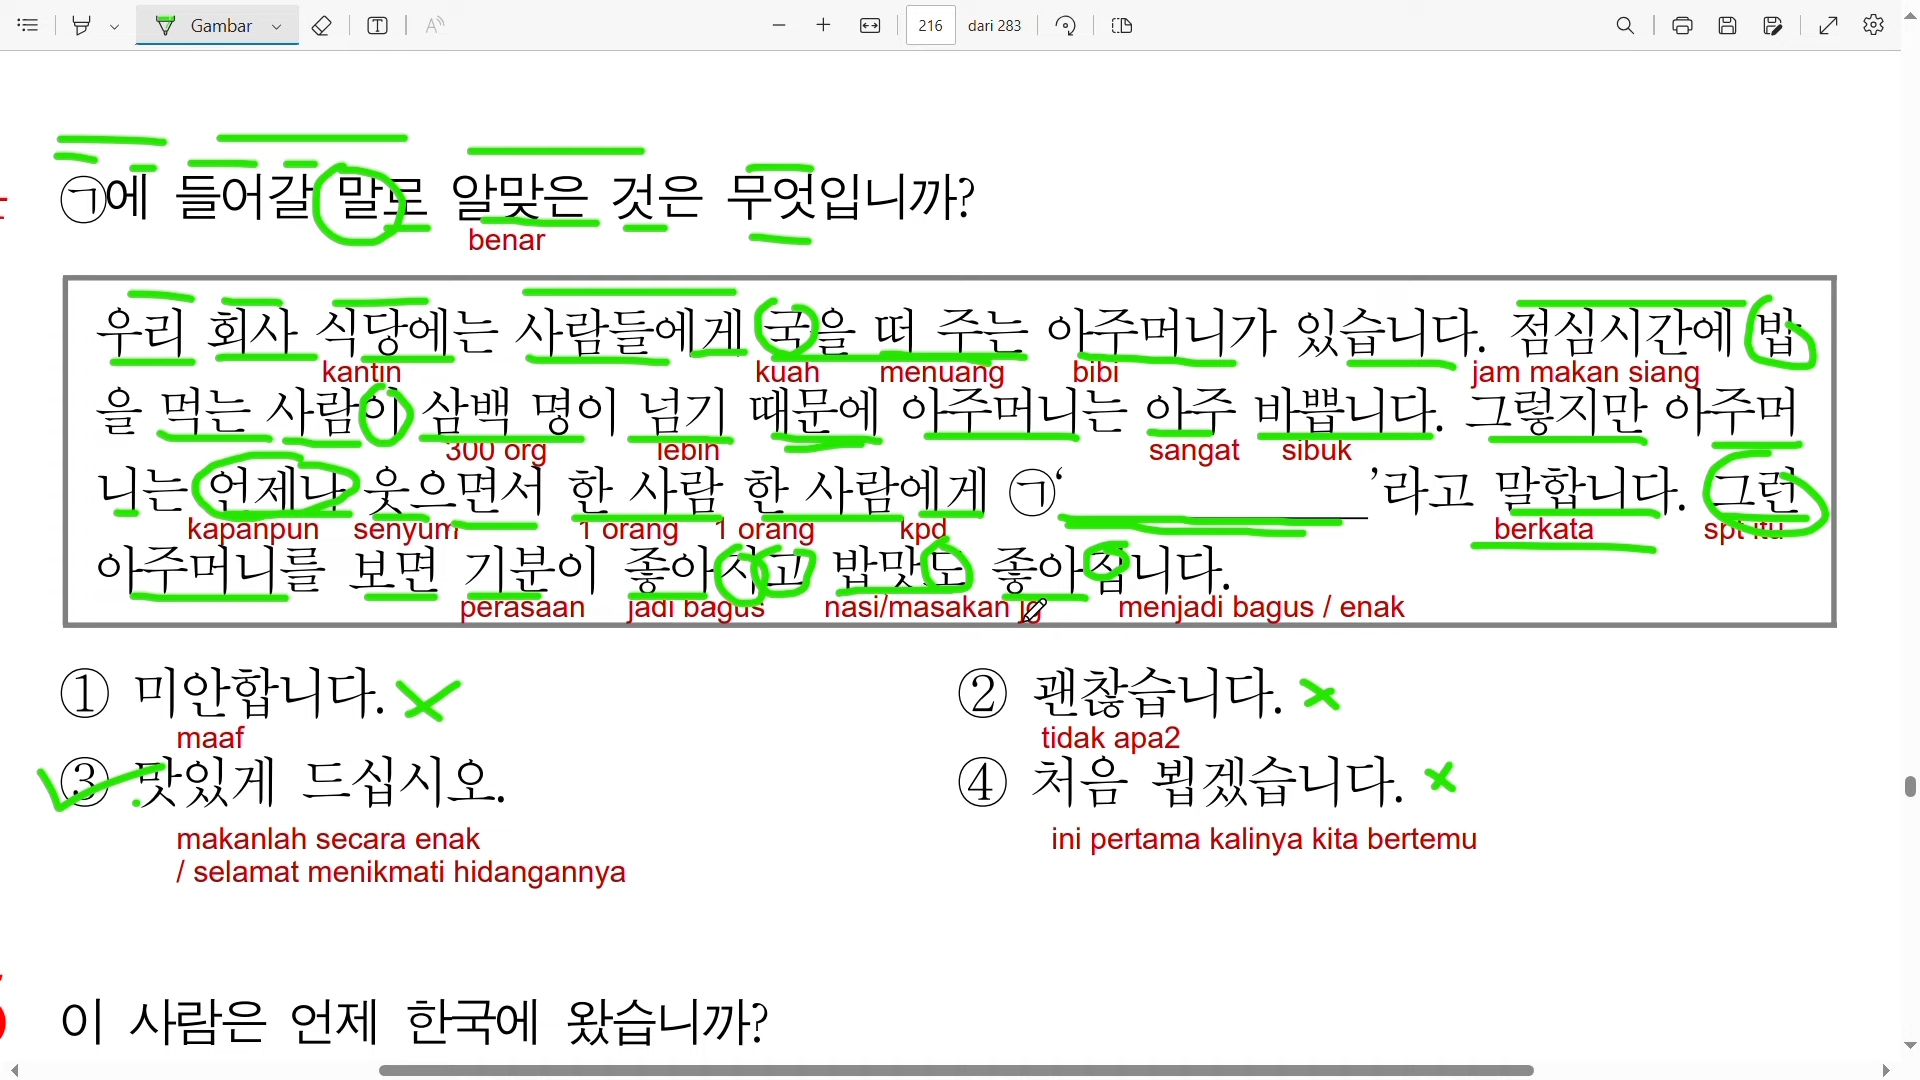 Gambar
216 dari 283
㉠에 들어갈 말로 알맞은 것은 무엇입니까?
benar
우리 회사 식당에는 사람들에게 국을 떠 주는 아주머니가 있습니다. 점심시간에 밥
kantin kuah menuang bibi jam makan siang
을 먹는 사람이 삼백 명이 넘기 때문에 아주머니는 아주 바쁩니다. 그렇지만 아주머
300 org lebih sangat sibuk
니는 언제나 웃으면서 한 사람 한 사람에게 ㉠‘ ’라고 말합니다. 그런
kapanpun senyum 1 orang 1 orang kpd berkata spt itu
아주머니를 보면 기분이 좋아지고 밥맛도 좋아집니다.
perasaan jadi bagus nasi/masakan jg menjadi bagus / enak
① 미안합니다. ② 괜찮습니다.
maaf tidak apa2
③ 맛있게 드십시오. ④ 처음 뵙겠습니다.
makanlah secara enak ini pertama kalinya kita bertemu
/ selamat menikmati hidangannya
이 사람은 언제 한국에 왔습니까?